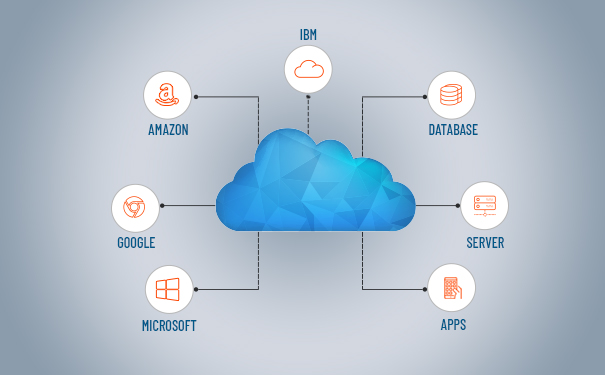 IBM
AMAZON
DATABASE
GOOGLE
SERVER
MICROSOFT
APPS